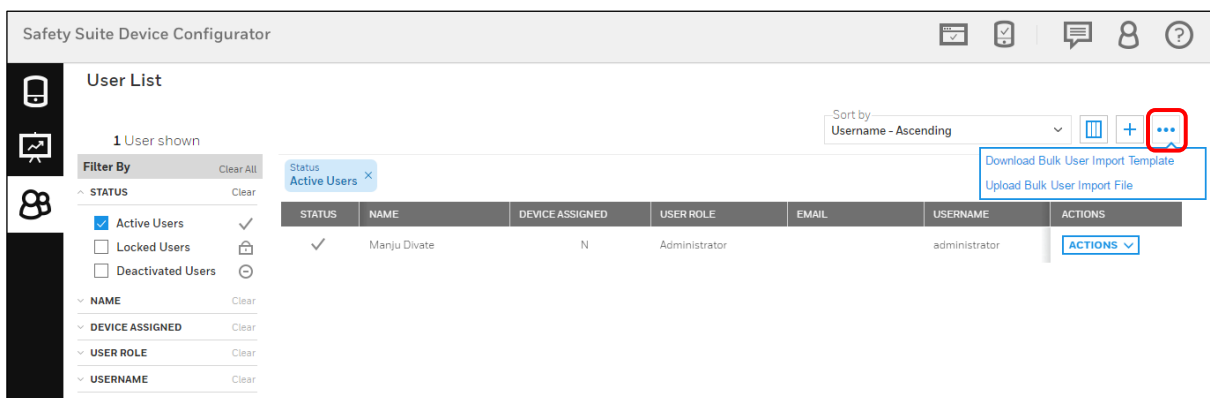 Safety Suite Device Configurator
User List
Sort by
Username - Ascending
1 User shown
Download Bulk User Import Template
Upload Bulk User Import File
Filter By Clear All
Status
Active Users
STATUS Clear
Active Users
Locked Users
Deactivated Users
NAME Clear
DEVICE ASSIGNED Clear
USER ROLE Clear
USERNAME Clear
STATUS NAME DEVICE ASSIGNED USER ROLE EMAIL USERNAME ACTIONS
Manju Divate N Administrator administrator ACTIONS